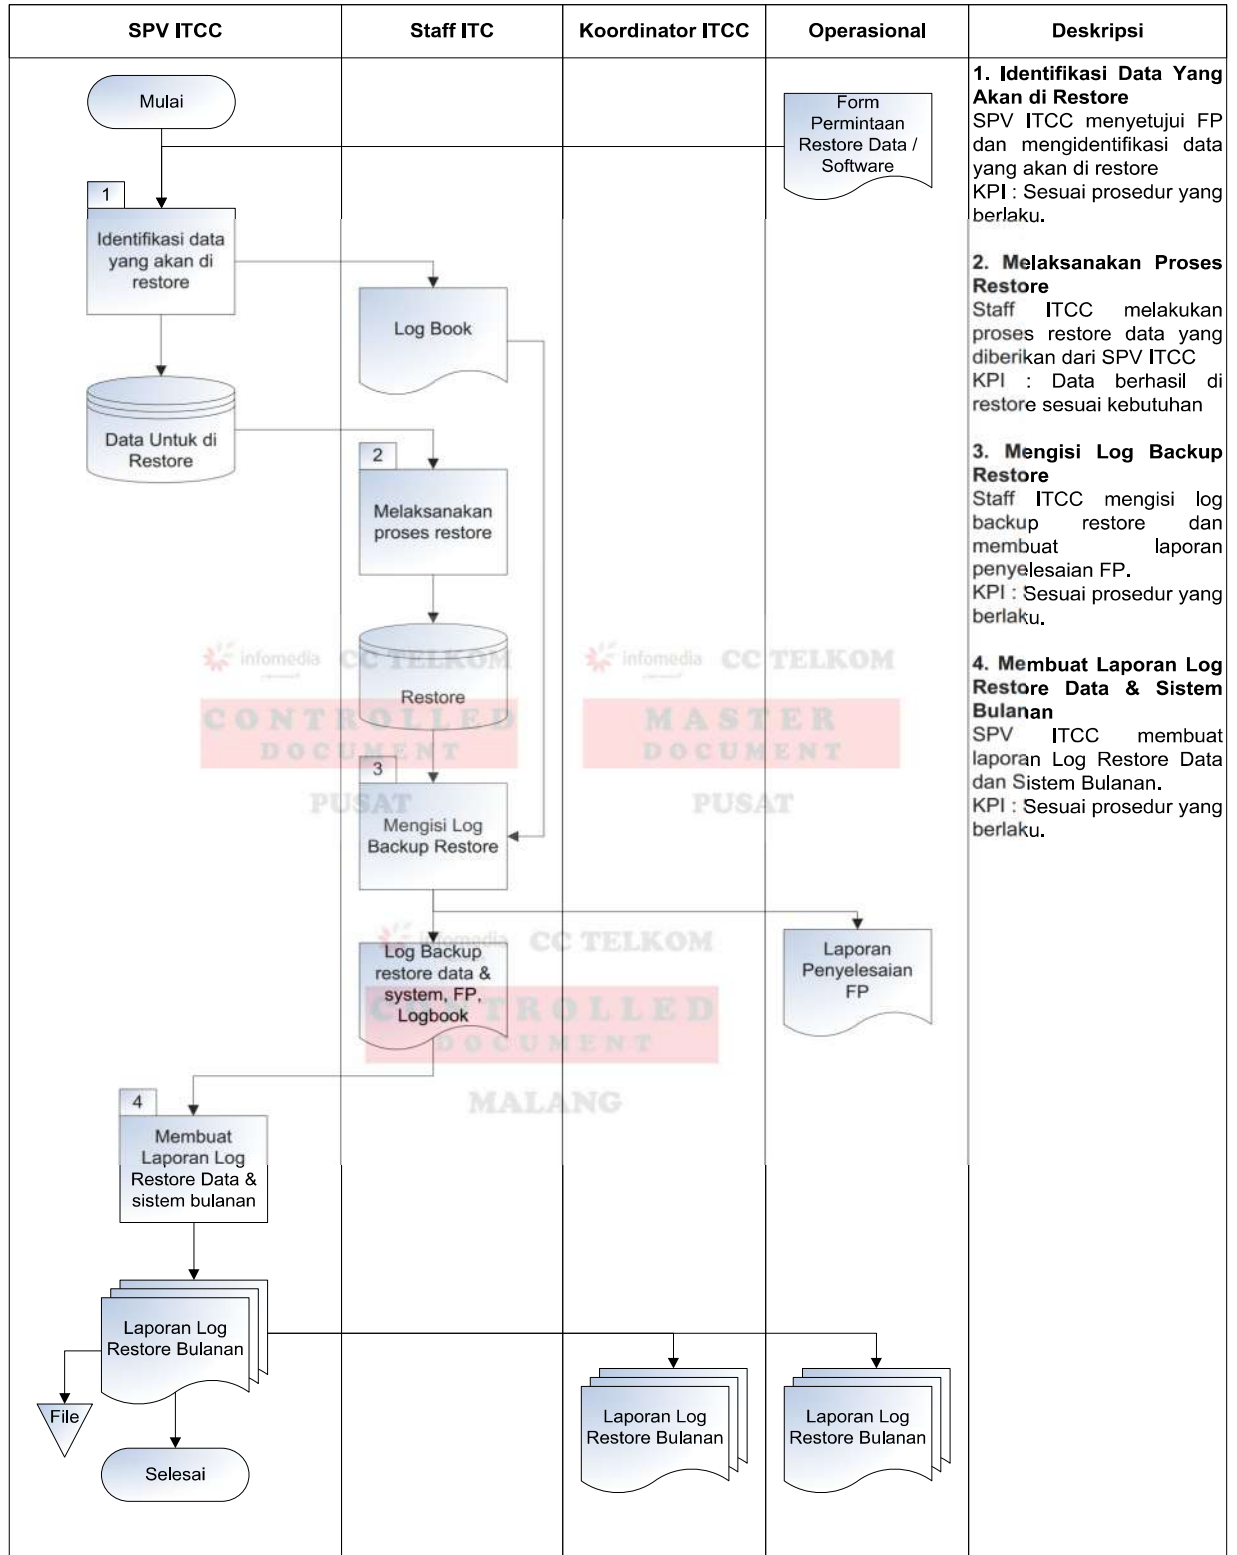 SPV ITCC
Staff ITC
Koordinator ITCC
Operasional
Deskripsi
Mulai
Form
Permintaan
Restore Data /
Software
1
Identifikasi data
yang akan di
restore
Log Book
Data Untuk di
Restore
2
Melaksanakan
proses restore
Restore
3
Mengisi Log
Backup Restore
Log Backup
restore data &
system, FP,
Logbook
Laporan
Penyelesaian
FP
4
Membuat
Laporan Log
Restore Data &
sistem bulanan
Laporan Log
Restore Bulanan
File
Selesai
Laporan Log
Restore Bulanan
Laporan Log
Restore Bulanan
1. Identifikasi Data Yang
Akan di Restore
SPV ITCC menyetujui FP
dan mengidentifikasi data
yang akan di restore
KPI : Sesuai prosedur yang
berlaku.
2. Melaksanakan Proses
Restore
Staff ITCC melakukan
proses restore data yang
diberikan dari SPV ITCC
KPI : Data berhasil di
restore sesuai kebutuhan
3. Mengisi Log Backup
Restore
Staff ITCC mengisi log
backup restore dan
membuat laporan
penyelesaian FP.
KPI : Sesuai prosedur yang
berlaku.
4. Membuat Laporan Log
Restore Data & Sistem
Bulanan
SPV ITCC membuat
laporan Log Restore Data
dan Sistem Bulanan.
KPI : Sesuai prosedur yang
berlaku.
infomedia CC TELKOM
CONTROLLED
DOCUMENT
PUSAT
infomedia CC TELKOM
MASTER
DOCUMENT
PUSAT
infomedia CC TELKOM
CONTROLLED
DOCUMENT
MALANG